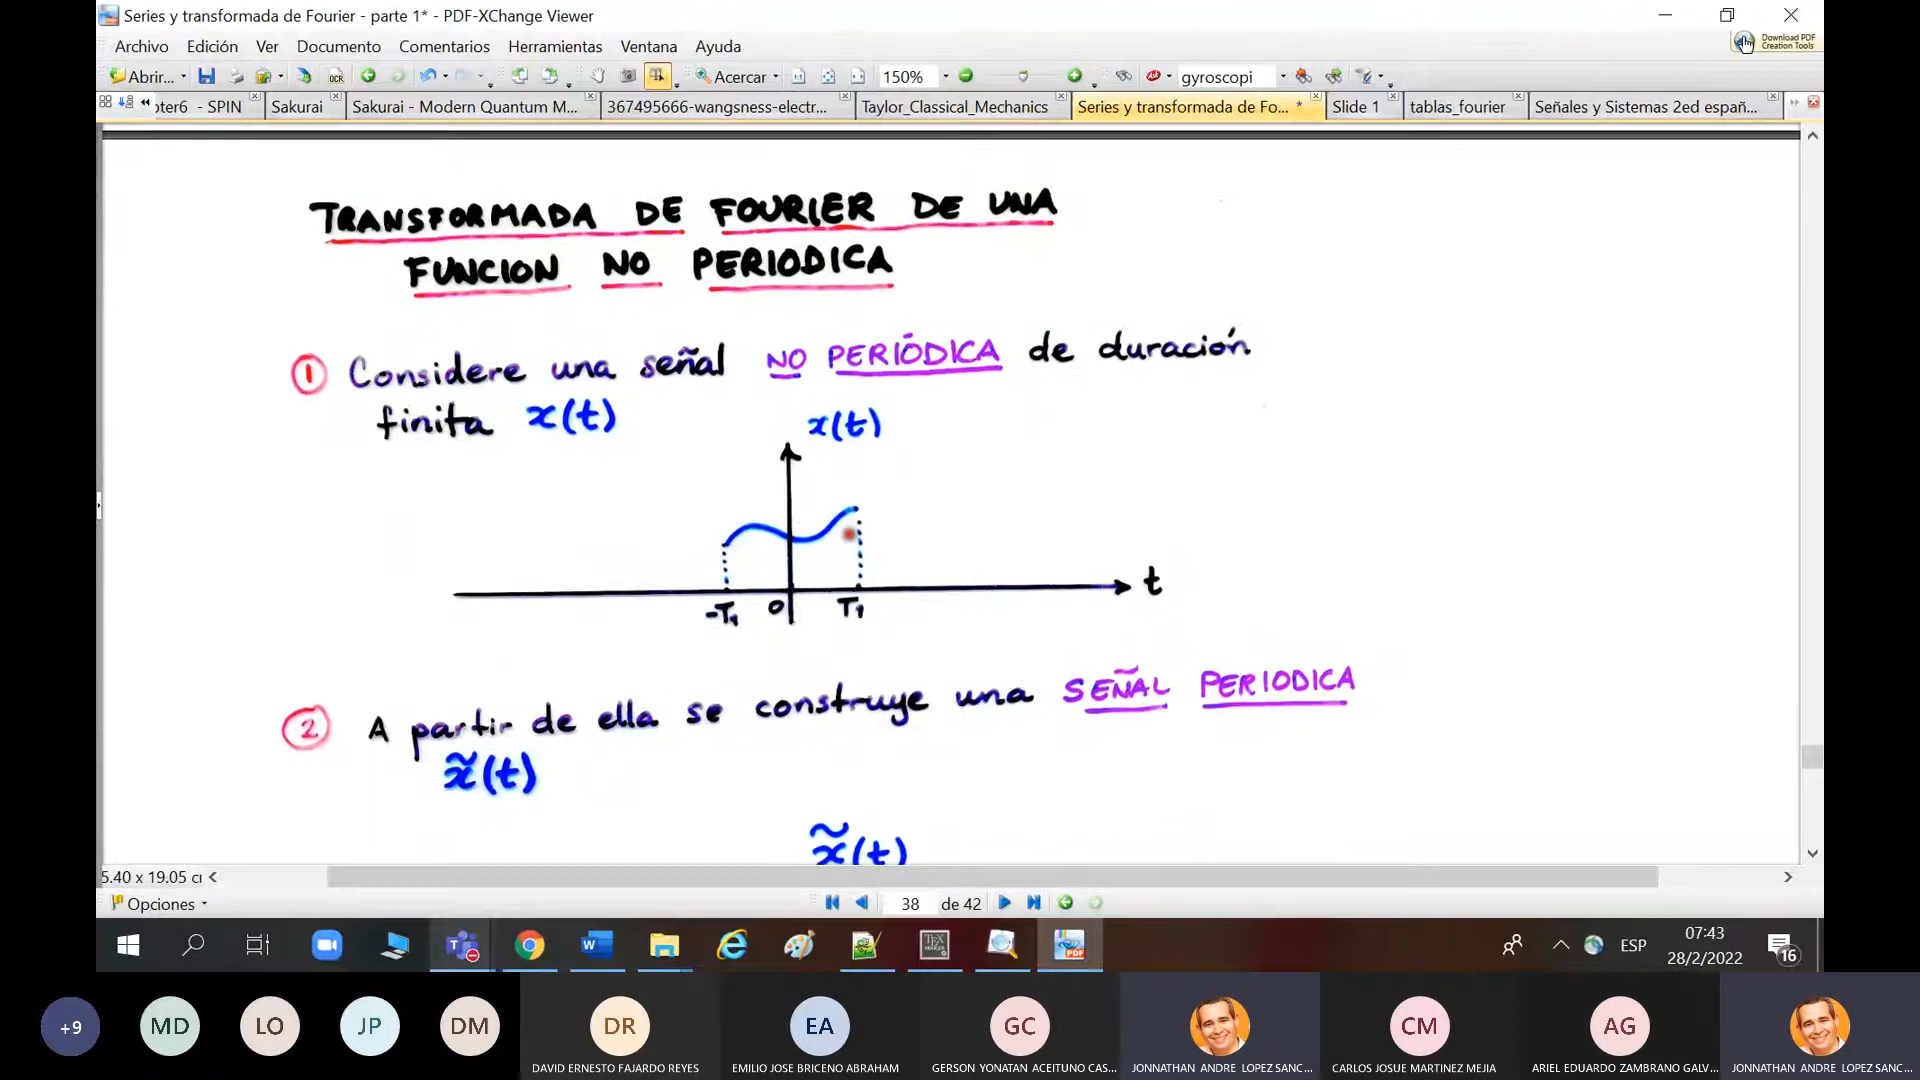 Series y transformada de Fourier - parte 1* - PDF-XChange Viewer
Archivo Edición Ver Documento Comentarios Herramientas Ventana Ayuda
Download PDF
Creation Tools
Abrir... OCR Acercar 150% gyroscopi
pter6 - SPIN Sakurai Sakurai - Modern Quantum M... 367495666-wangsness-electr... Taylor_Classical_Mechanics Series y transformada de Fo... * Slide 1 tablas_fourier Señales y Sistemas 2ed españ...
TRANSFORMADA DE FOURIER DE UNA
FUNCION NO PERIODICA
1 Considere una señal NO PERIÓDICA de duración
finita x(t)
x(t)
t
-T1 0 T1
2 A partir de ella se construye una SEÑAL PERIODICA
x̃(t)
x̃(t)
5.40 x 19.05 c
Opciones 38 de 42
ESP 07:43
28/2/2022 16
+9 MD LO JP DM DR EA GC CM AG
DAVID ERNESTO FAJARDO REYES EMILIO JOSE BRICENO ABRAHAM GERSON YONATAN ACEITUNO CAS... JONNATHAN ANDRE LOPEZ SANC... CARLOS JOSUE MARTINEZ MEJIA ARIEL EDUARDO ZAMBRANO GALV... JONNATHAN ANDRE LOPEZ SANC...